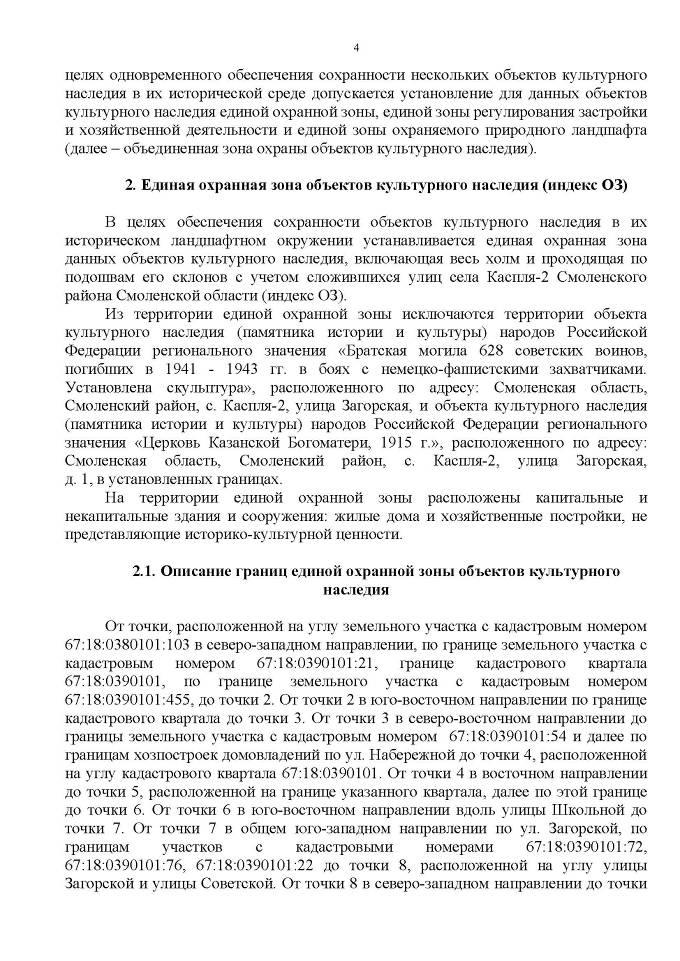 4
целях одновременного обеспечения сохранности нескольких объектов культурного
наследия в их исторической среде допускается установление для данных объектов
культурного наследия единой охранной зоны, единой зоны регулирования застройки
и хозяйственной деятельности и единой зоны охраняемого природного ландшафта
(далее – объединенная зона охраны объектов культурного наследия).
2. Единая охранная зона объектов культурного наследия (индекс ОЗ)
В целях обеспечения сохранности объектов культурного наследия в их
историческом ландшафтном окружении устанавливается единая охранная зона
данных объектов культурного наследия, включающая весь холм и проходящая по
подошвам его склонов с учетом сложившихся улиц села Каспля-2 Смоленского
района Смоленской области (индекс ОЗ).
Из территории единой охранной зоны исключаются территории объекта
культурного наследия (памятника истории и культуры) народов Российской
Федерации регионального значения «Братская могила 628 советских воинов,
погибших в 1941 - 1943 гг. в боях с немецко-фашистскими захватчиками.
Установлена скульптура», расположенного по адресу: Смоленская область,
Смоленский район, с. Каспля-2, улица Загорская, и объекта культурного наследия
(памятника истории и культуры) народов Российской Федерации регионального
значения «Церковь Казанской Богоматери, 1915 г.», расположенного по адресу:
Смоленская область, Смоленский район, с. Каспля-2, улица Загорская,
д. 1, в установленных границах.
На территории единой охранной зоны расположены капитальные и
некапитальные здания и сооружения: жилые дома и хозяйственные постройки, не
представляющие историко-культурной ценности.
2.1. Описание границ единой охранной зоны объектов культурного
наследия
От точки, расположенной на углу земельного участка с кадастровым номером
67:18:0380101:103 в северо-западном направлении, по границе земельного участка с
кадастровым номером 67:18:0390101:21, границе кадастрового квартала
67:18:0390101, по границе земельного участка с кадастровым номером
67:18:0390101:455, до точки 2. От точки 2 в юго-восточном направлении по границе
кадастрового квартала до точки 3. От точки 3 в северо-восточном направлении до
границы земельного участка с кадастровым номером 67:18:0390101:54 и далее по
границам хозпостроек домовладений по ул. Набережной до точки 4, расположенной
на углу кадастрового квартала 67:18:0390101. От точки 4 в восточном направлении
до точки 5, расположенной на границе указанного квартала, далее по этой границе
до точки 6. От точки 6 в юго-восточном направлении вдоль улицы Школьной до
точки 7. От точки 7 в общем юго-западном направлении по ул. Загорской, по
границам участков с кадастровыми номерами 67:18:0390101:72,
67:18:0390101:76, 67:18:0390101:22 до точки 8, расположенной на углу улицы
Загорской и улицы Советской. От точки 8 в северо-западном направлении до точки